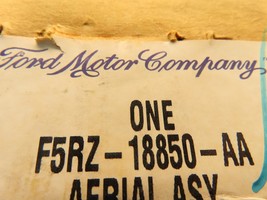 Ford Motor Company
ONE
F5RZ-18850-AA
AERIAL ASY